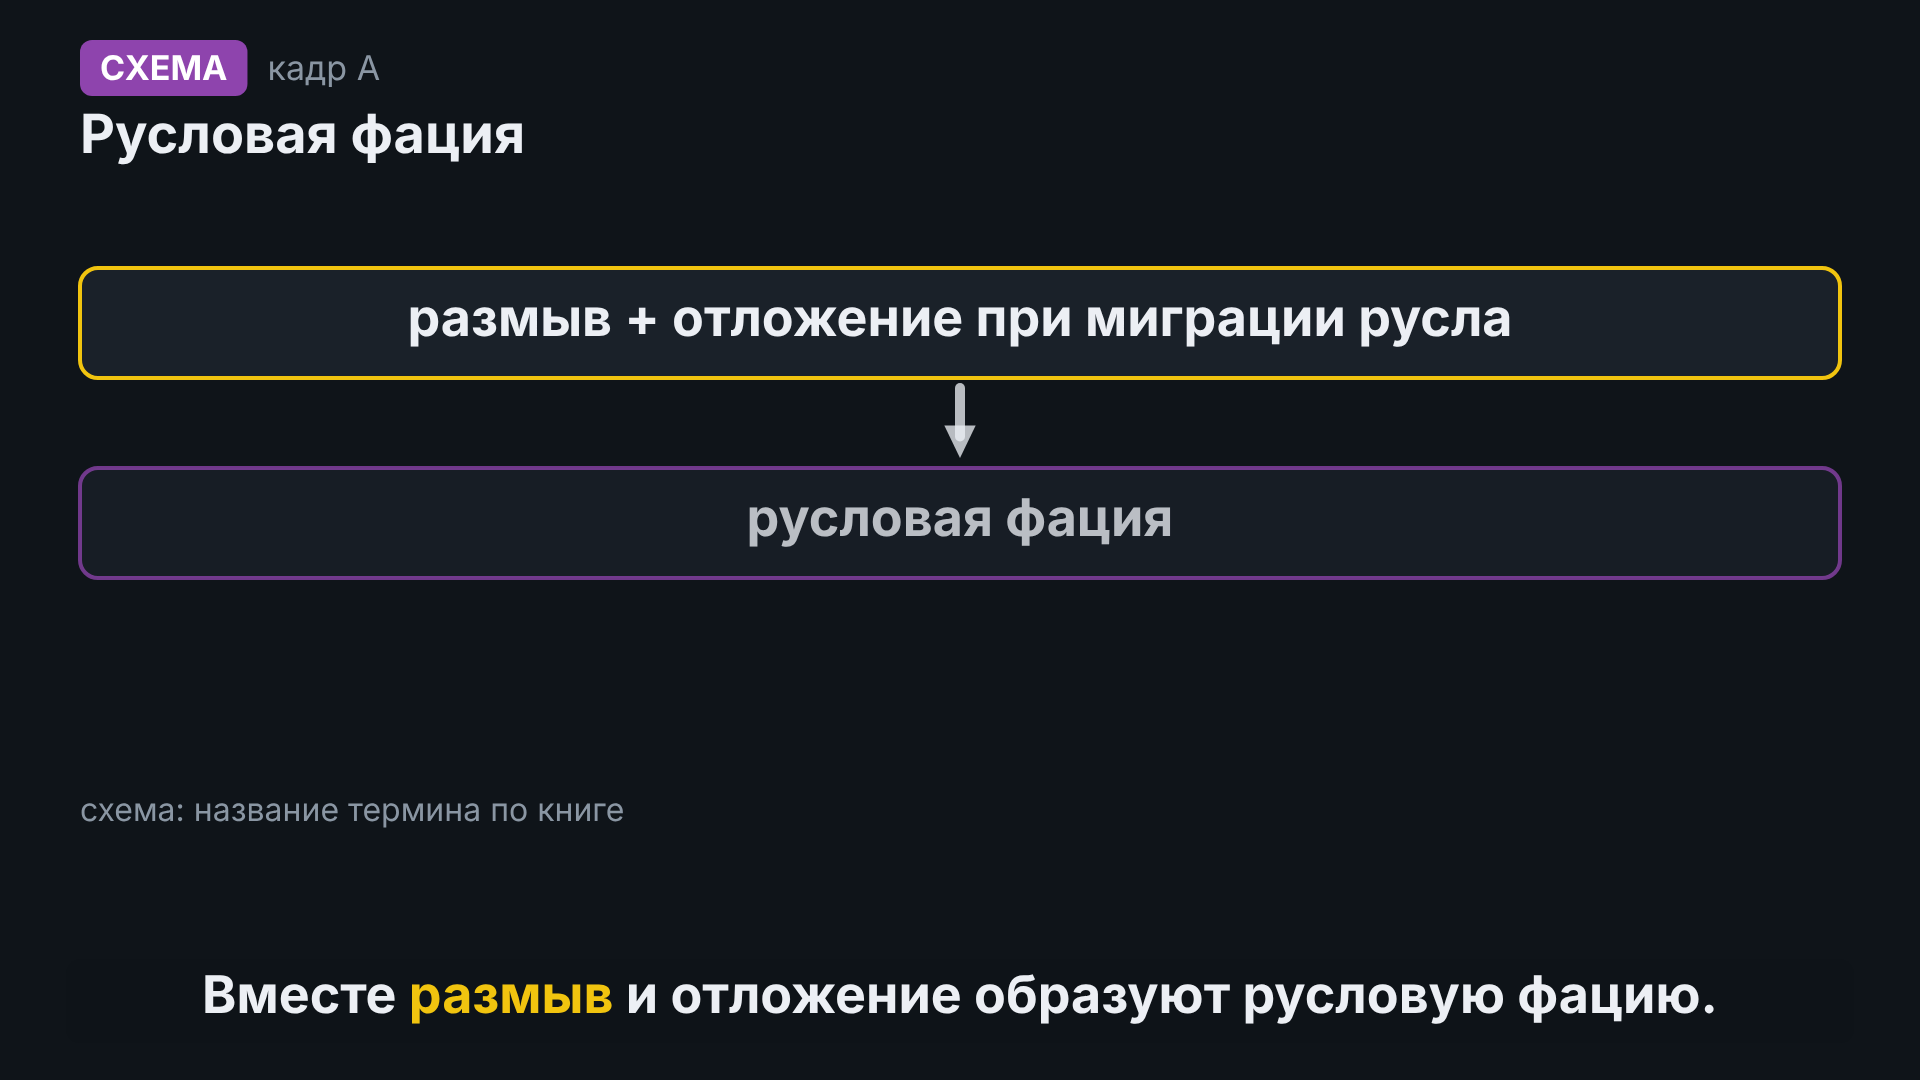 СХЕМА кадр А
Русловая фация
размыв + отложение при миграции русла
русловая фация
схема: название термина по книге
Вместе размыв и отложение образуют русловую фацию.